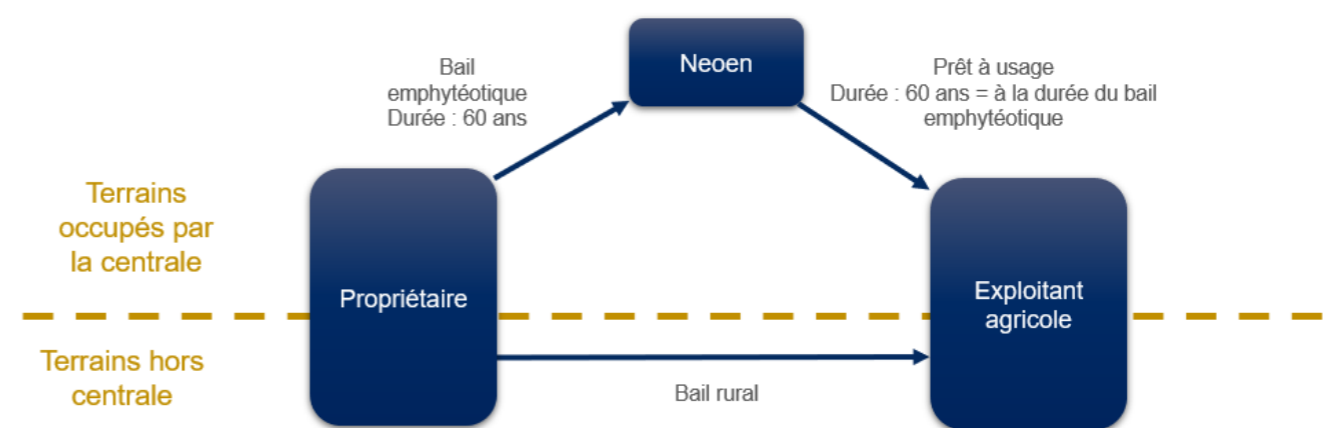 Neoen
Bail
emphytéotique
Durée : 60 ans
Prêt à usage
Durée : 60 ans = à la durée du bail
emphytéotique
Terrains
occupés par
la centrale
Propriétaire
Exploitant
agricole
Terrains hors
centrale
Bail rural